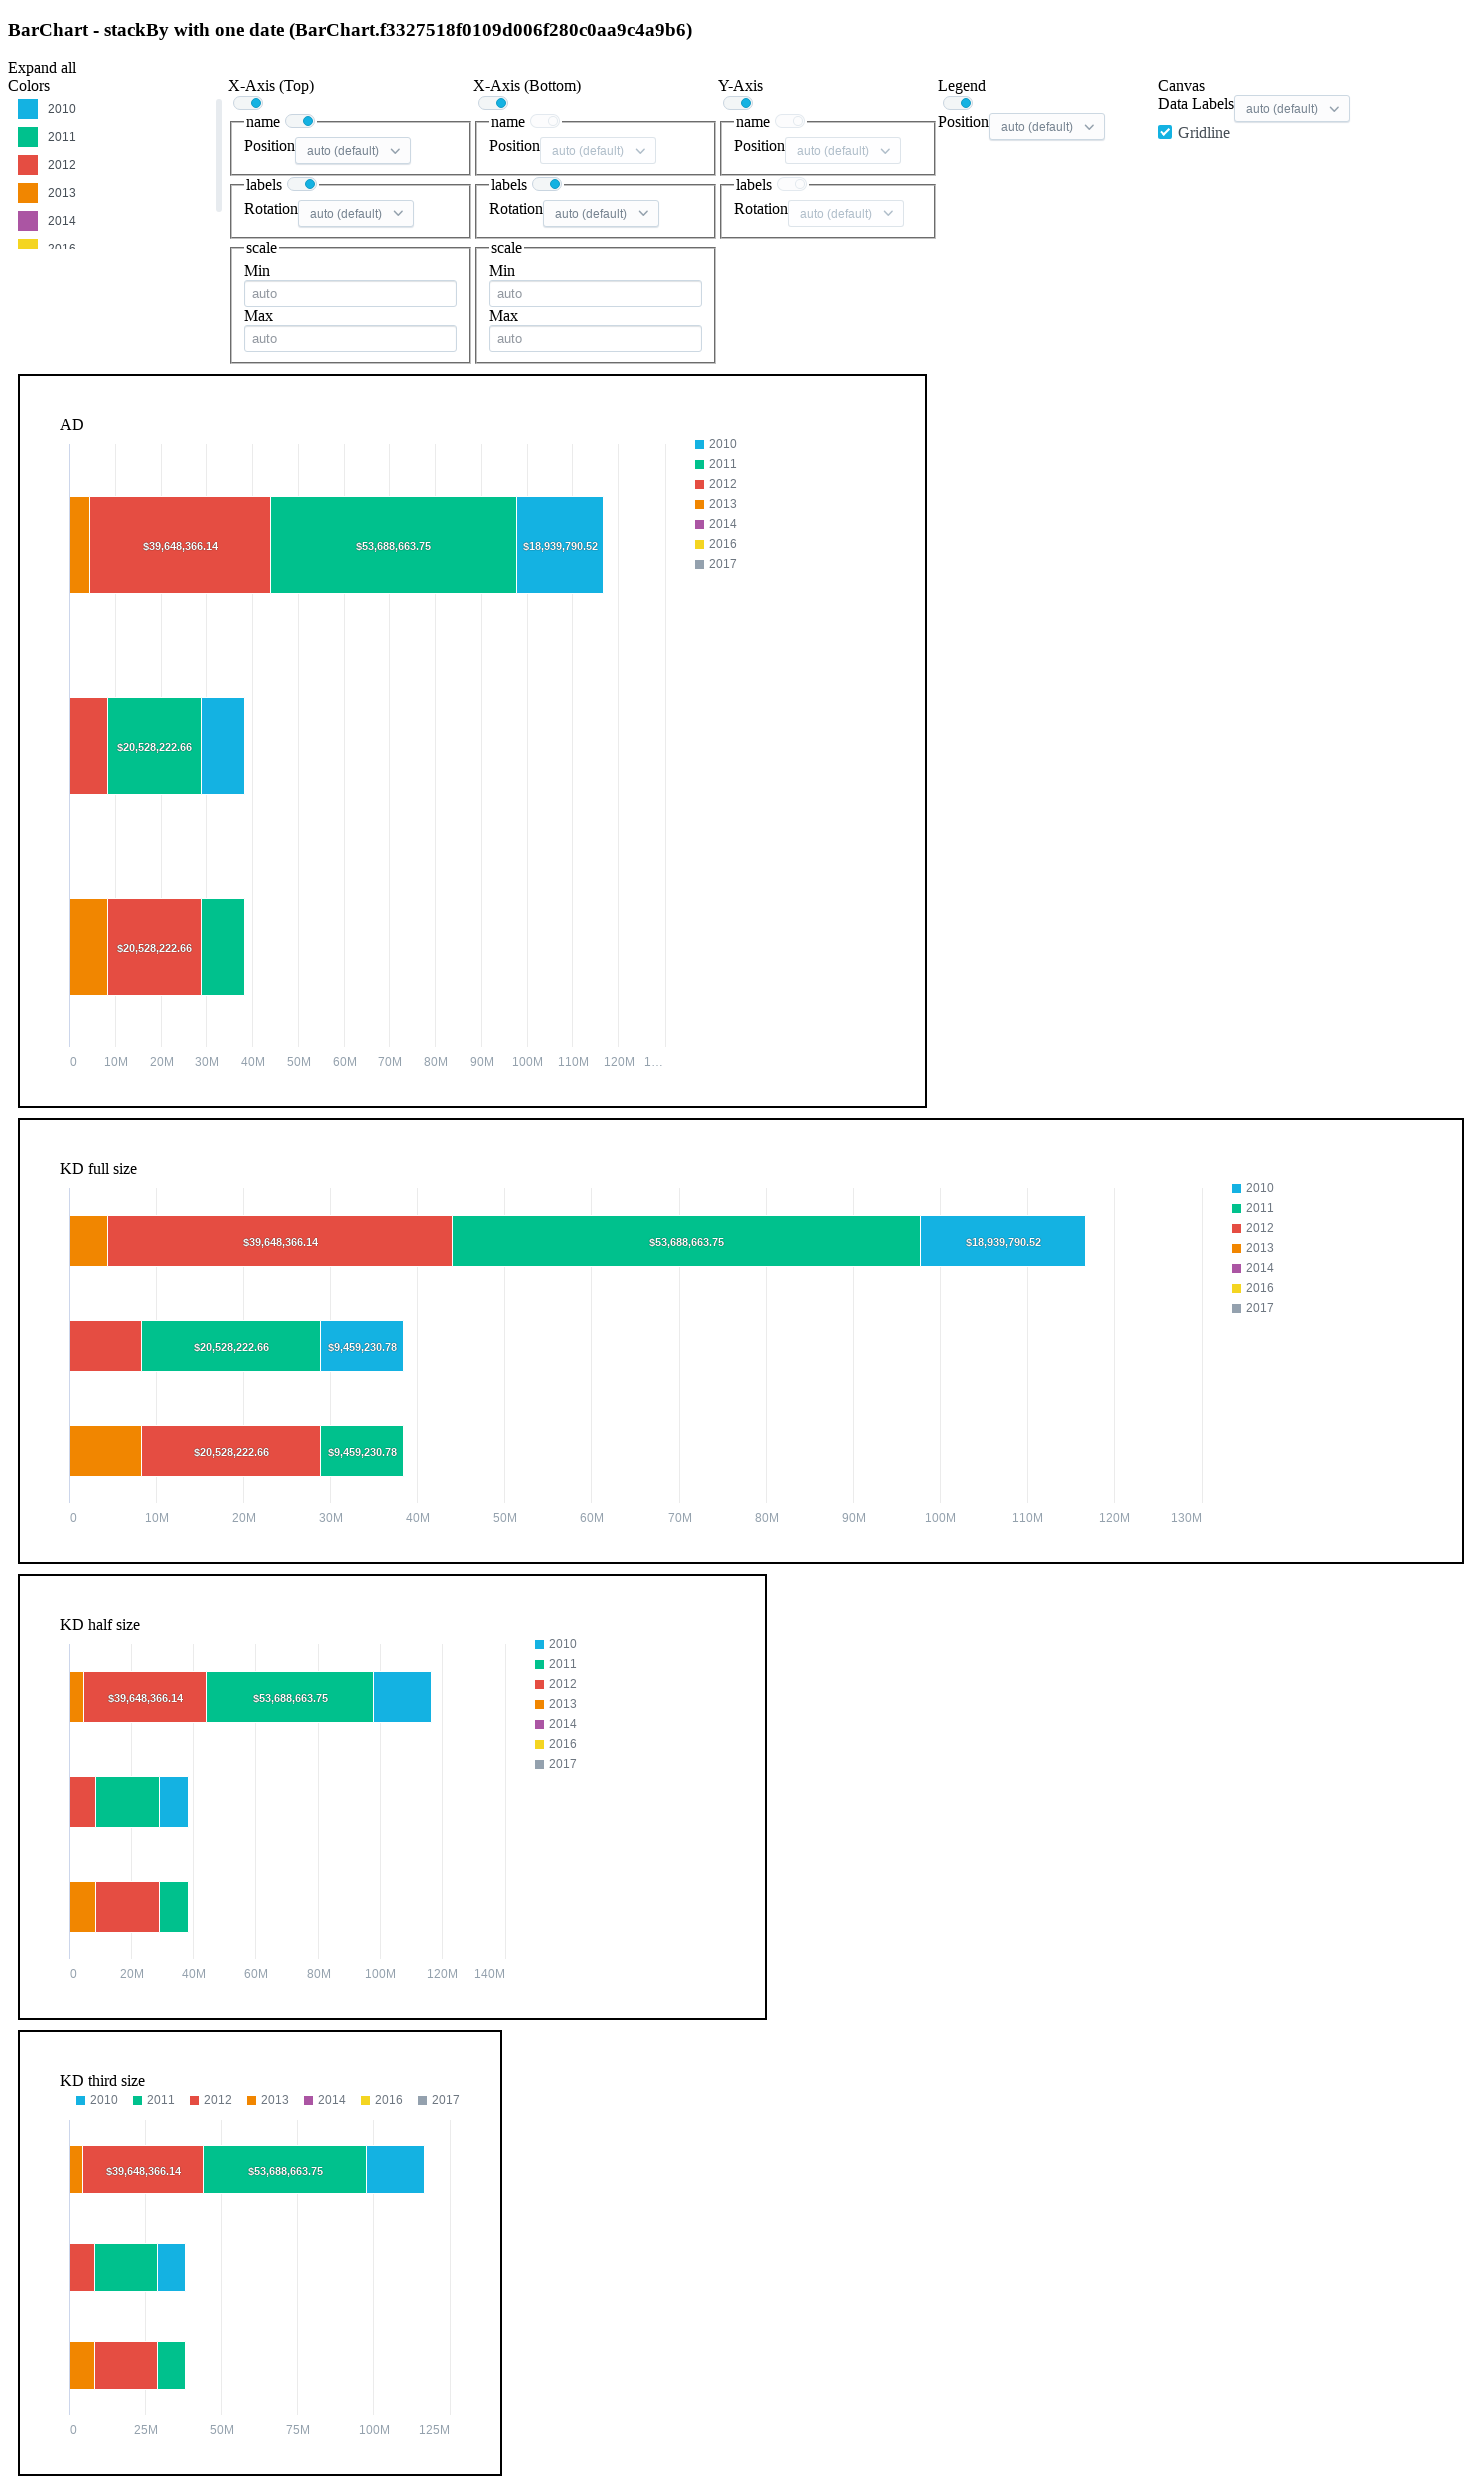 BarChart - stackBy with one date (BarChart.f3327518f0109d006f280c0aa9c4a9b6)
Expand all
Colors
2010
2011
2012
2013
2014
2016
X-Axis (Top)
name
Position auto (default)
labels
Rotation auto (default)
scale
Min
auto
Max
auto
X-Axis (Bottom)
name
Position auto (default)
labels
Rotation auto (default)
scale
Min
auto
Max
auto
Y-Axis
name
Position auto (default)
labels
Rotation auto (default)
Legend
Position auto (default)
Canvas
Data Labels auto (default)
Gridline
AD
2010
2011
2012
2013
2014
2016
2017
$39,648,366.14 $53,688,663.75 $18,939,790.52
$20,528,222.66
$20,528,222.66
0 10M 20M 30M 40M 50M 60M 70M 80M 90M 100M 110M 120M 1…
KD full size
2010
2011
2012
2013
2014
2016
2017
$39,648,366.14 $53,688,663.75 $18,939,790.52
$20,528,222.66 $9,459,230.78
$20,528,222.66 $9,459,230.78
0 10M 20M 30M 40M 50M 60M 70M 80M 90M 100M 110M 120M 130M
KD half size
2010
2011
2012
2013
2014
2016
2017
$39,648,366.14 $53,688,663.75
0 20M 40M 60M 80M 100M 120M 140M
KD third size
2010 2011 2012 2013 2014 2016 2017
$39,648,366.14 $53,688,663.75
0 25M 50M 75M 100M 125M